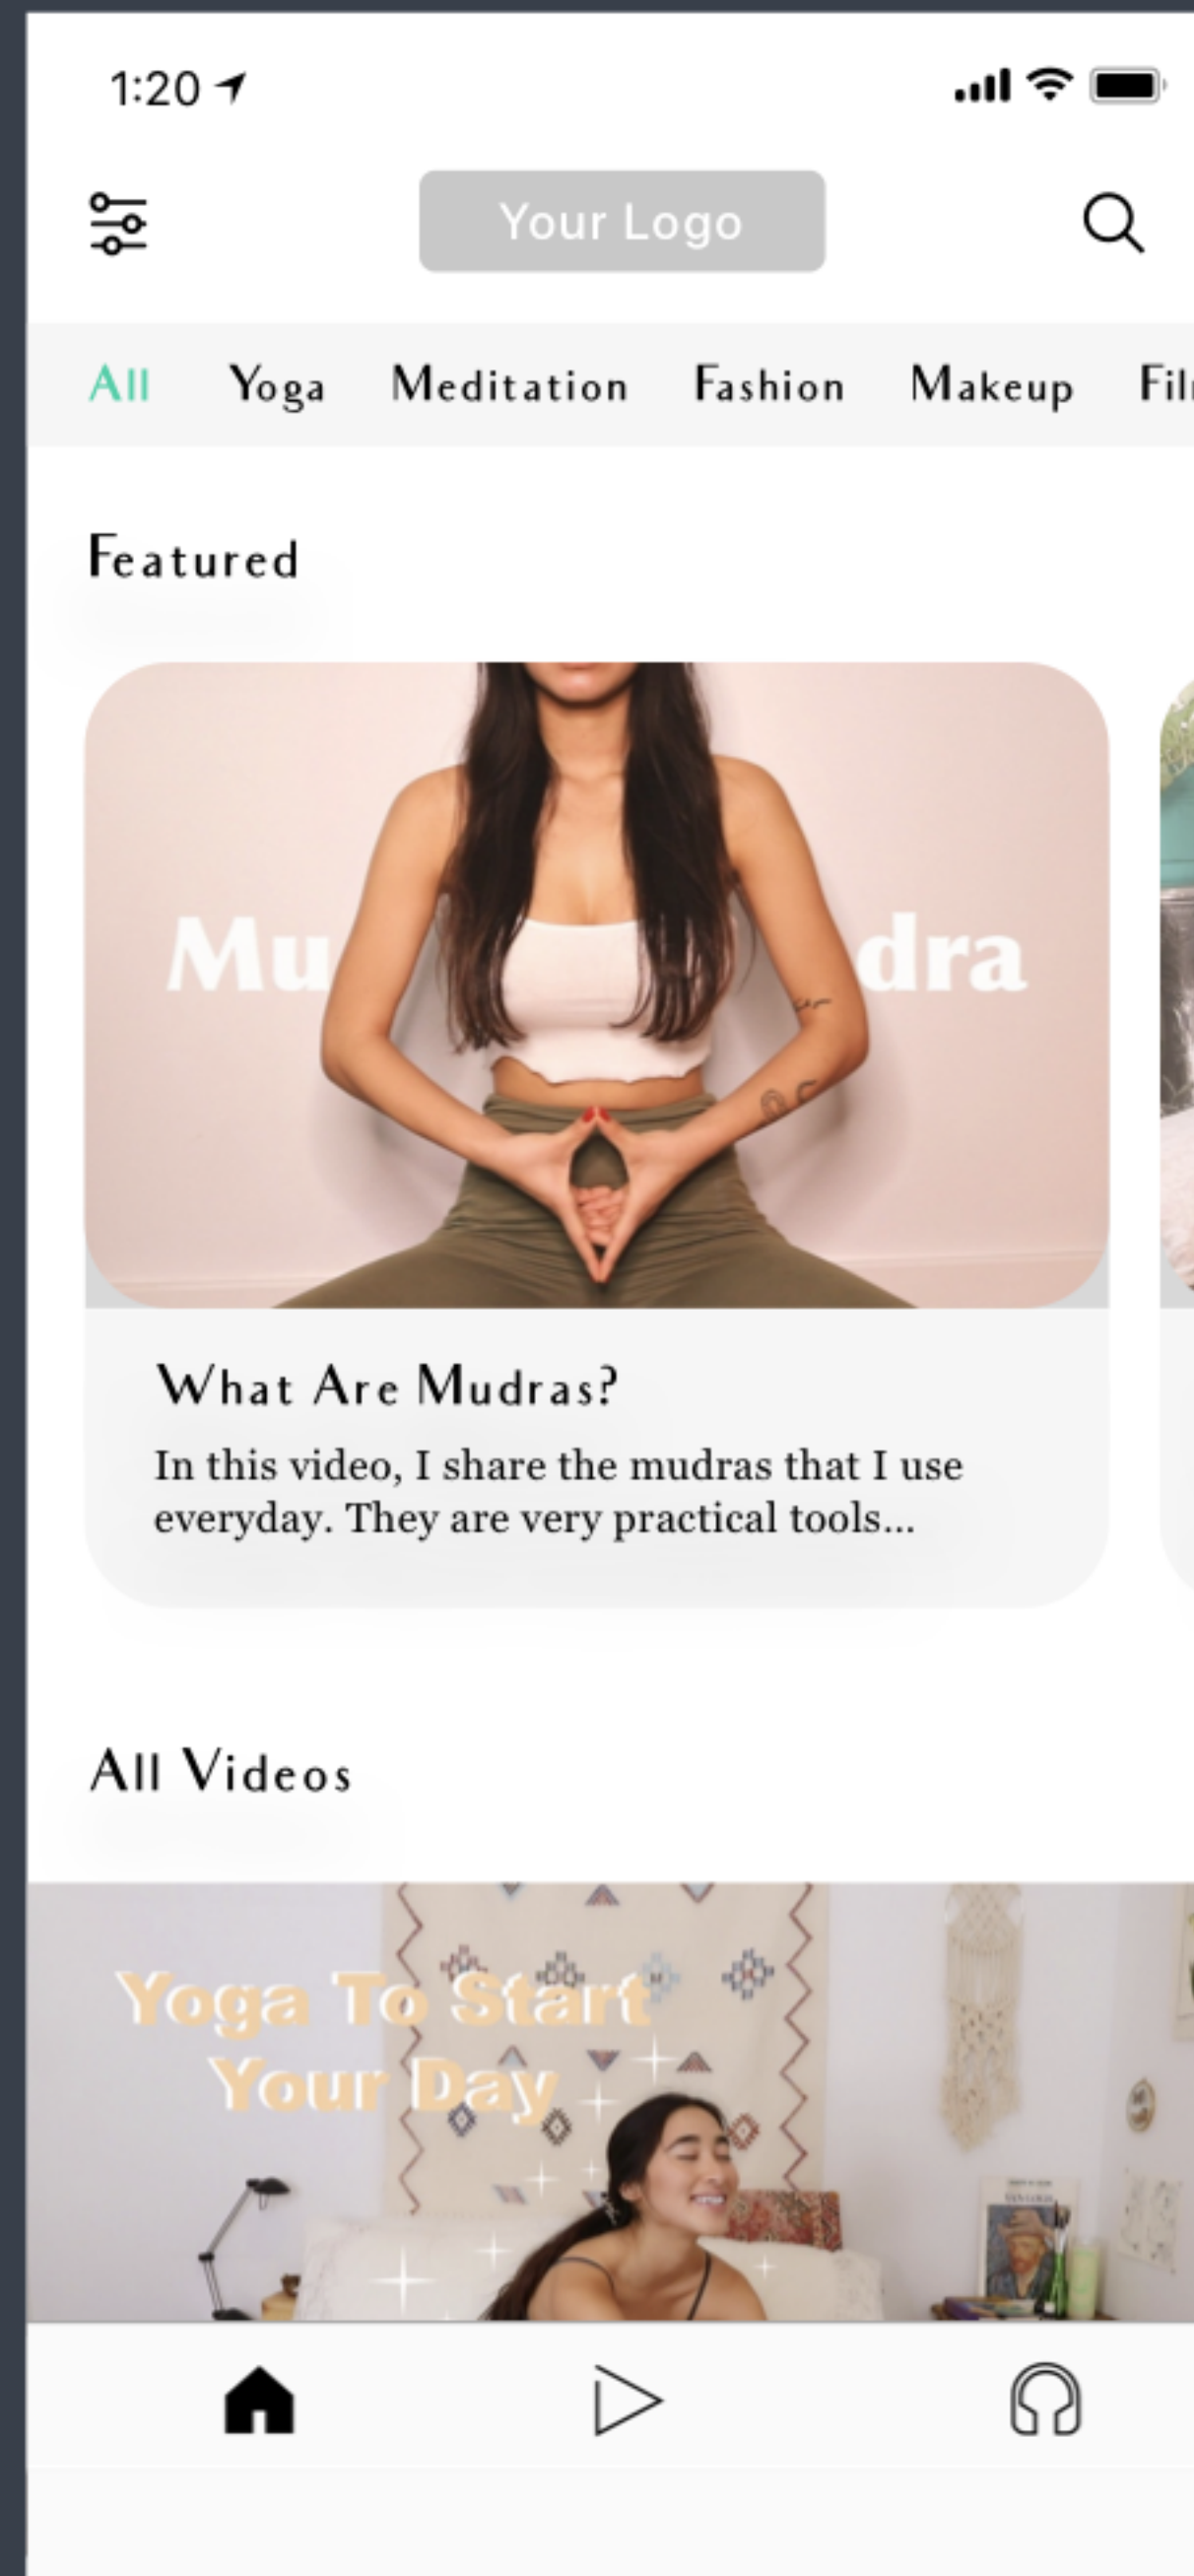 1:20
Your Logo
All Yoga Meditation Fashion Makeup
Featured
Mu dra
What Are Mudras?
In this video, I share the mudras that I use
everyday. They are very practical tools...
All Videos
Yoga To Start
Your Day